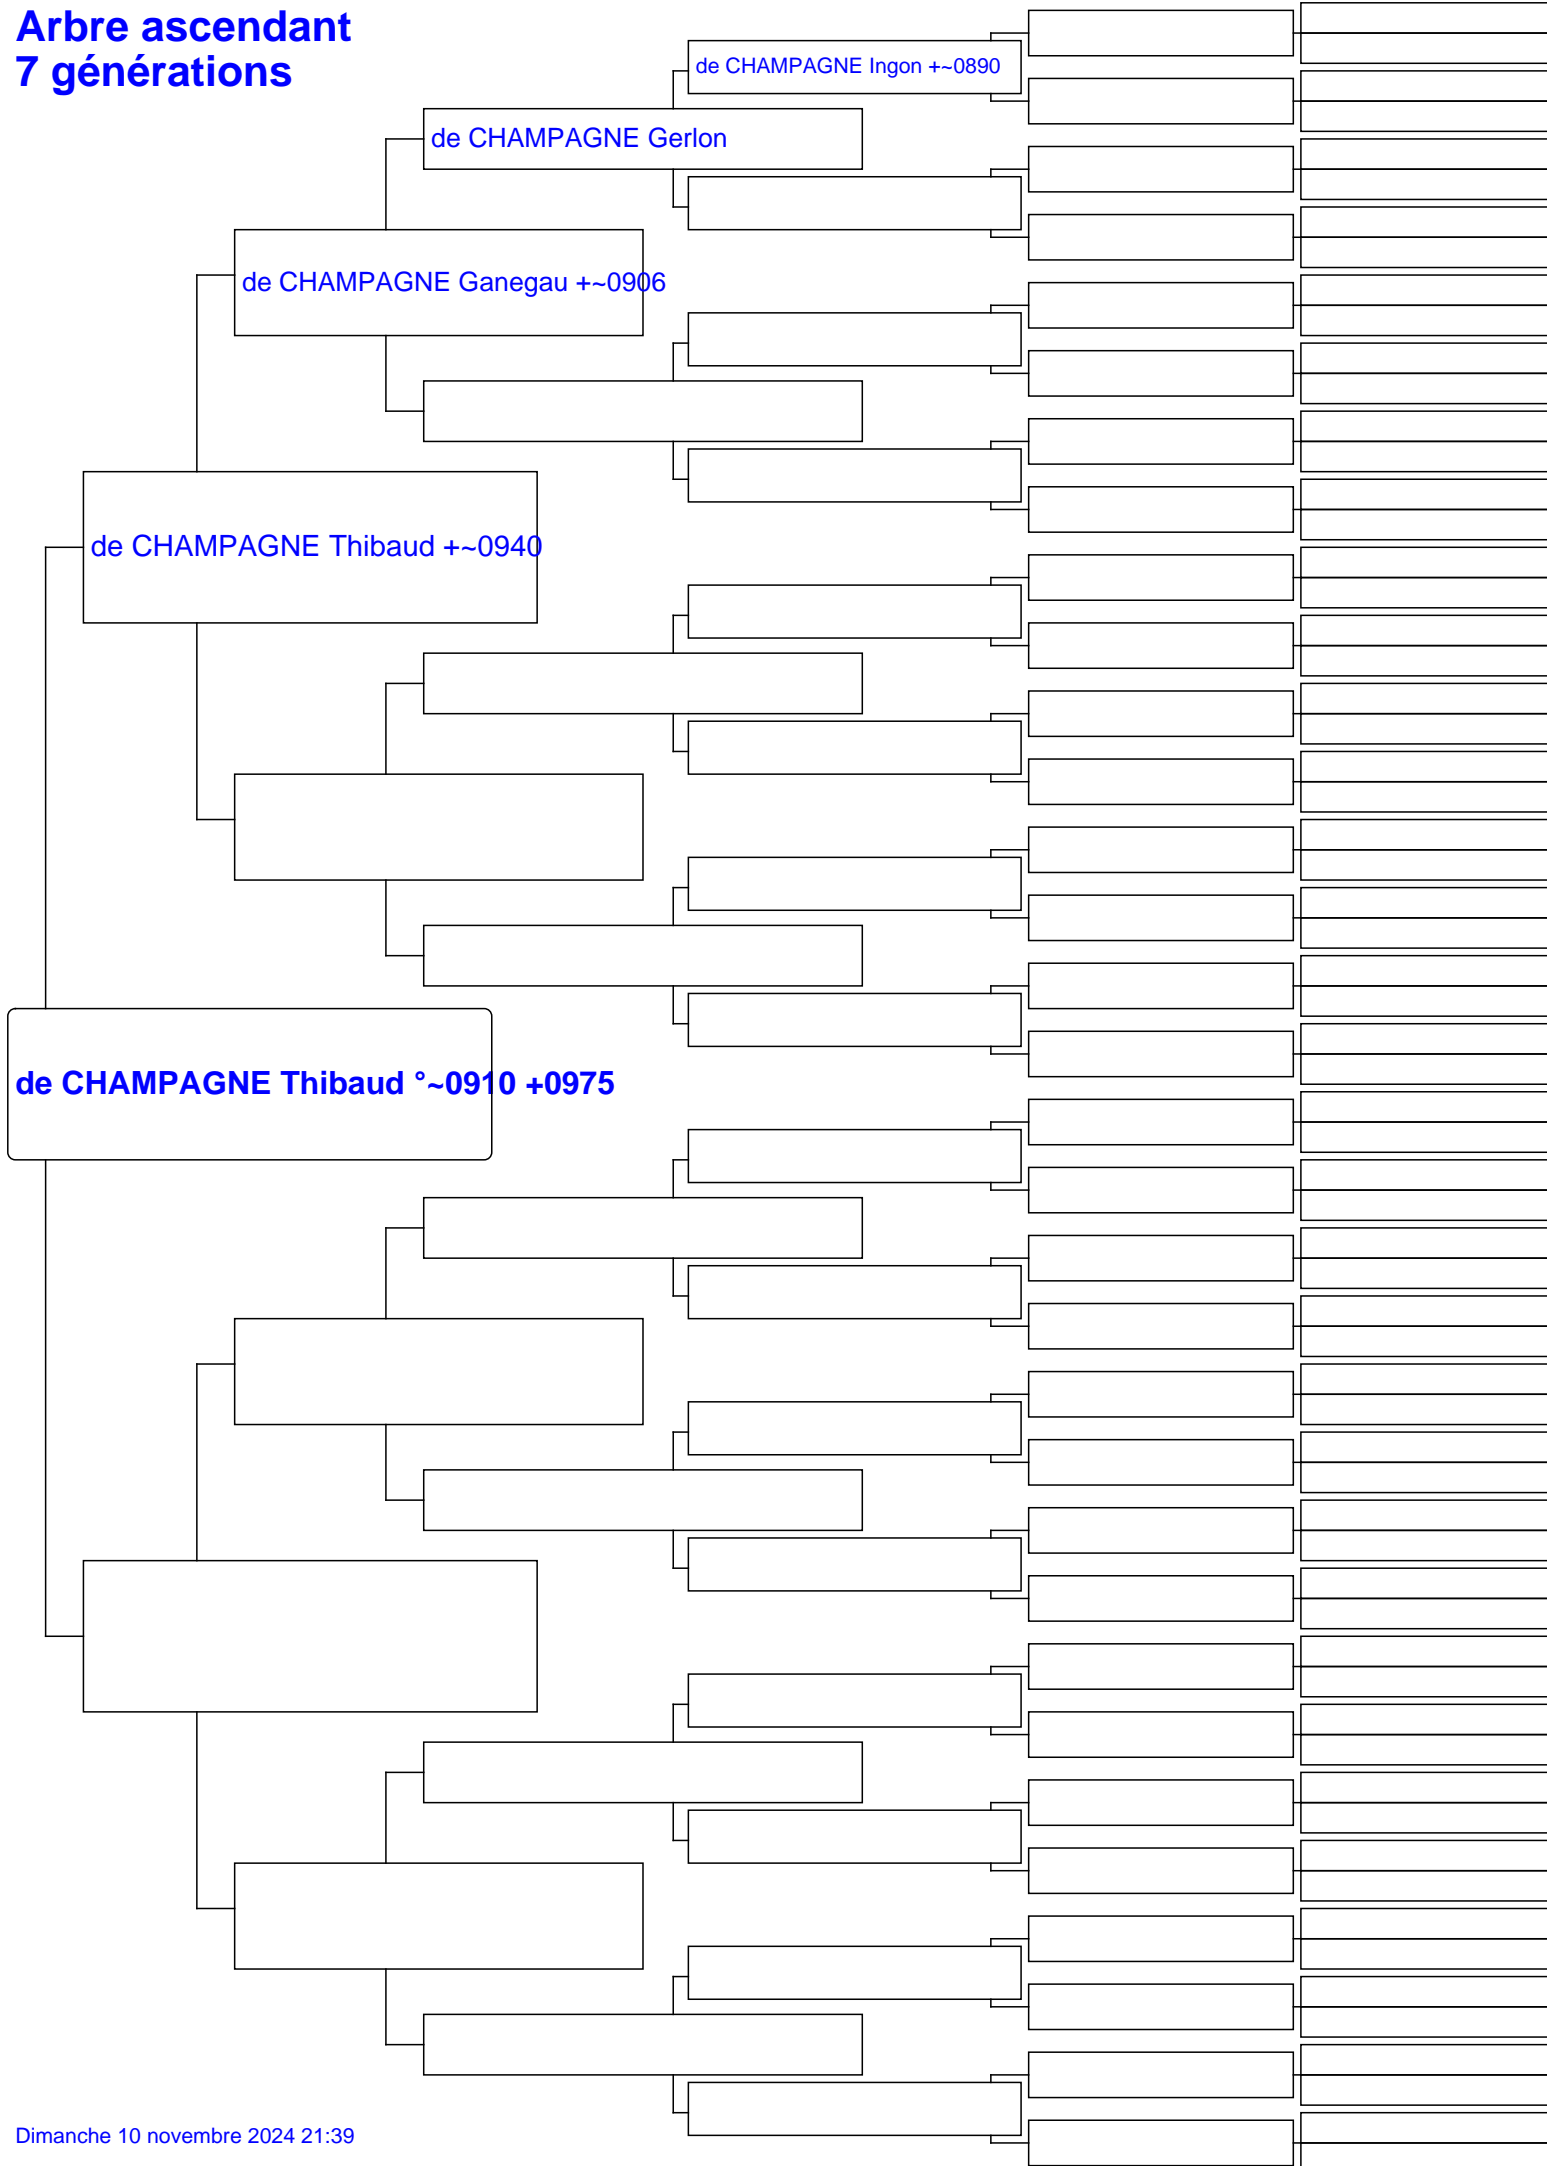 Arbre ascendant
7 générations
de CHAMPAGNE Ingon +~0890
de CHAMPAGNE Gerlon
de CHAMPAGNE Ganegau +~0906
de CHAMPAGNE Thibaud +~0940
de CHAMPAGNE Thibaud °~0910 +0975
Dimanche 10 novembre 2024 21:39